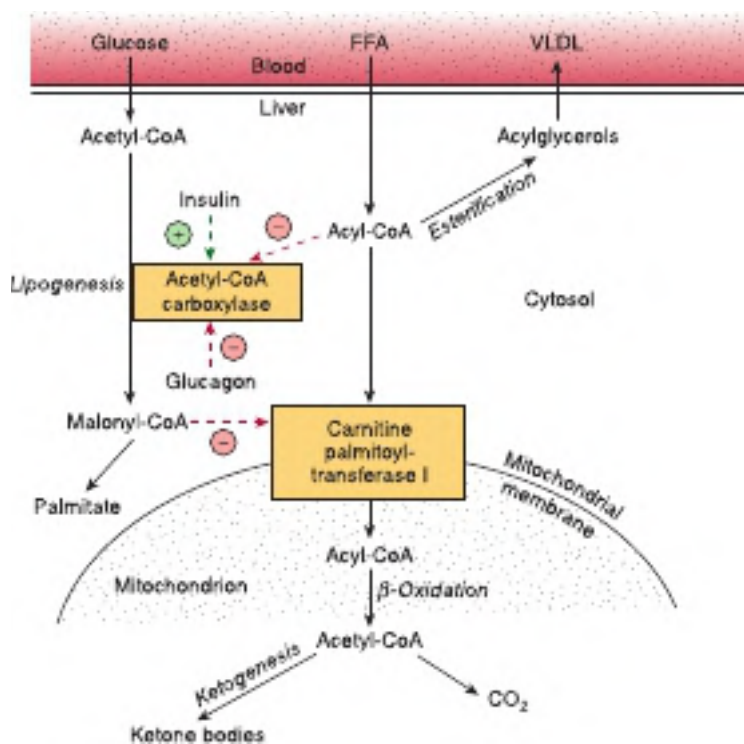 Glucose
FFA
VLDL
Blood
Liver
Acetyl-CoA
Acylglycerols
Insulin
+
−
Acyl-CoA
Esterification
Lipogenesis
Acetyl-CoA
carboxylase
Cytosol
−
Glucagon
Malonyl-CoA
−
Carnitine
palmitoyl-
transferase I
Mitochondrial
membrane
Palmitate
Acyl-CoA
Mitochondrion
β-Oxidation
Acetyl-CoA
Ketogenesis
CO₂
Ketone bodies